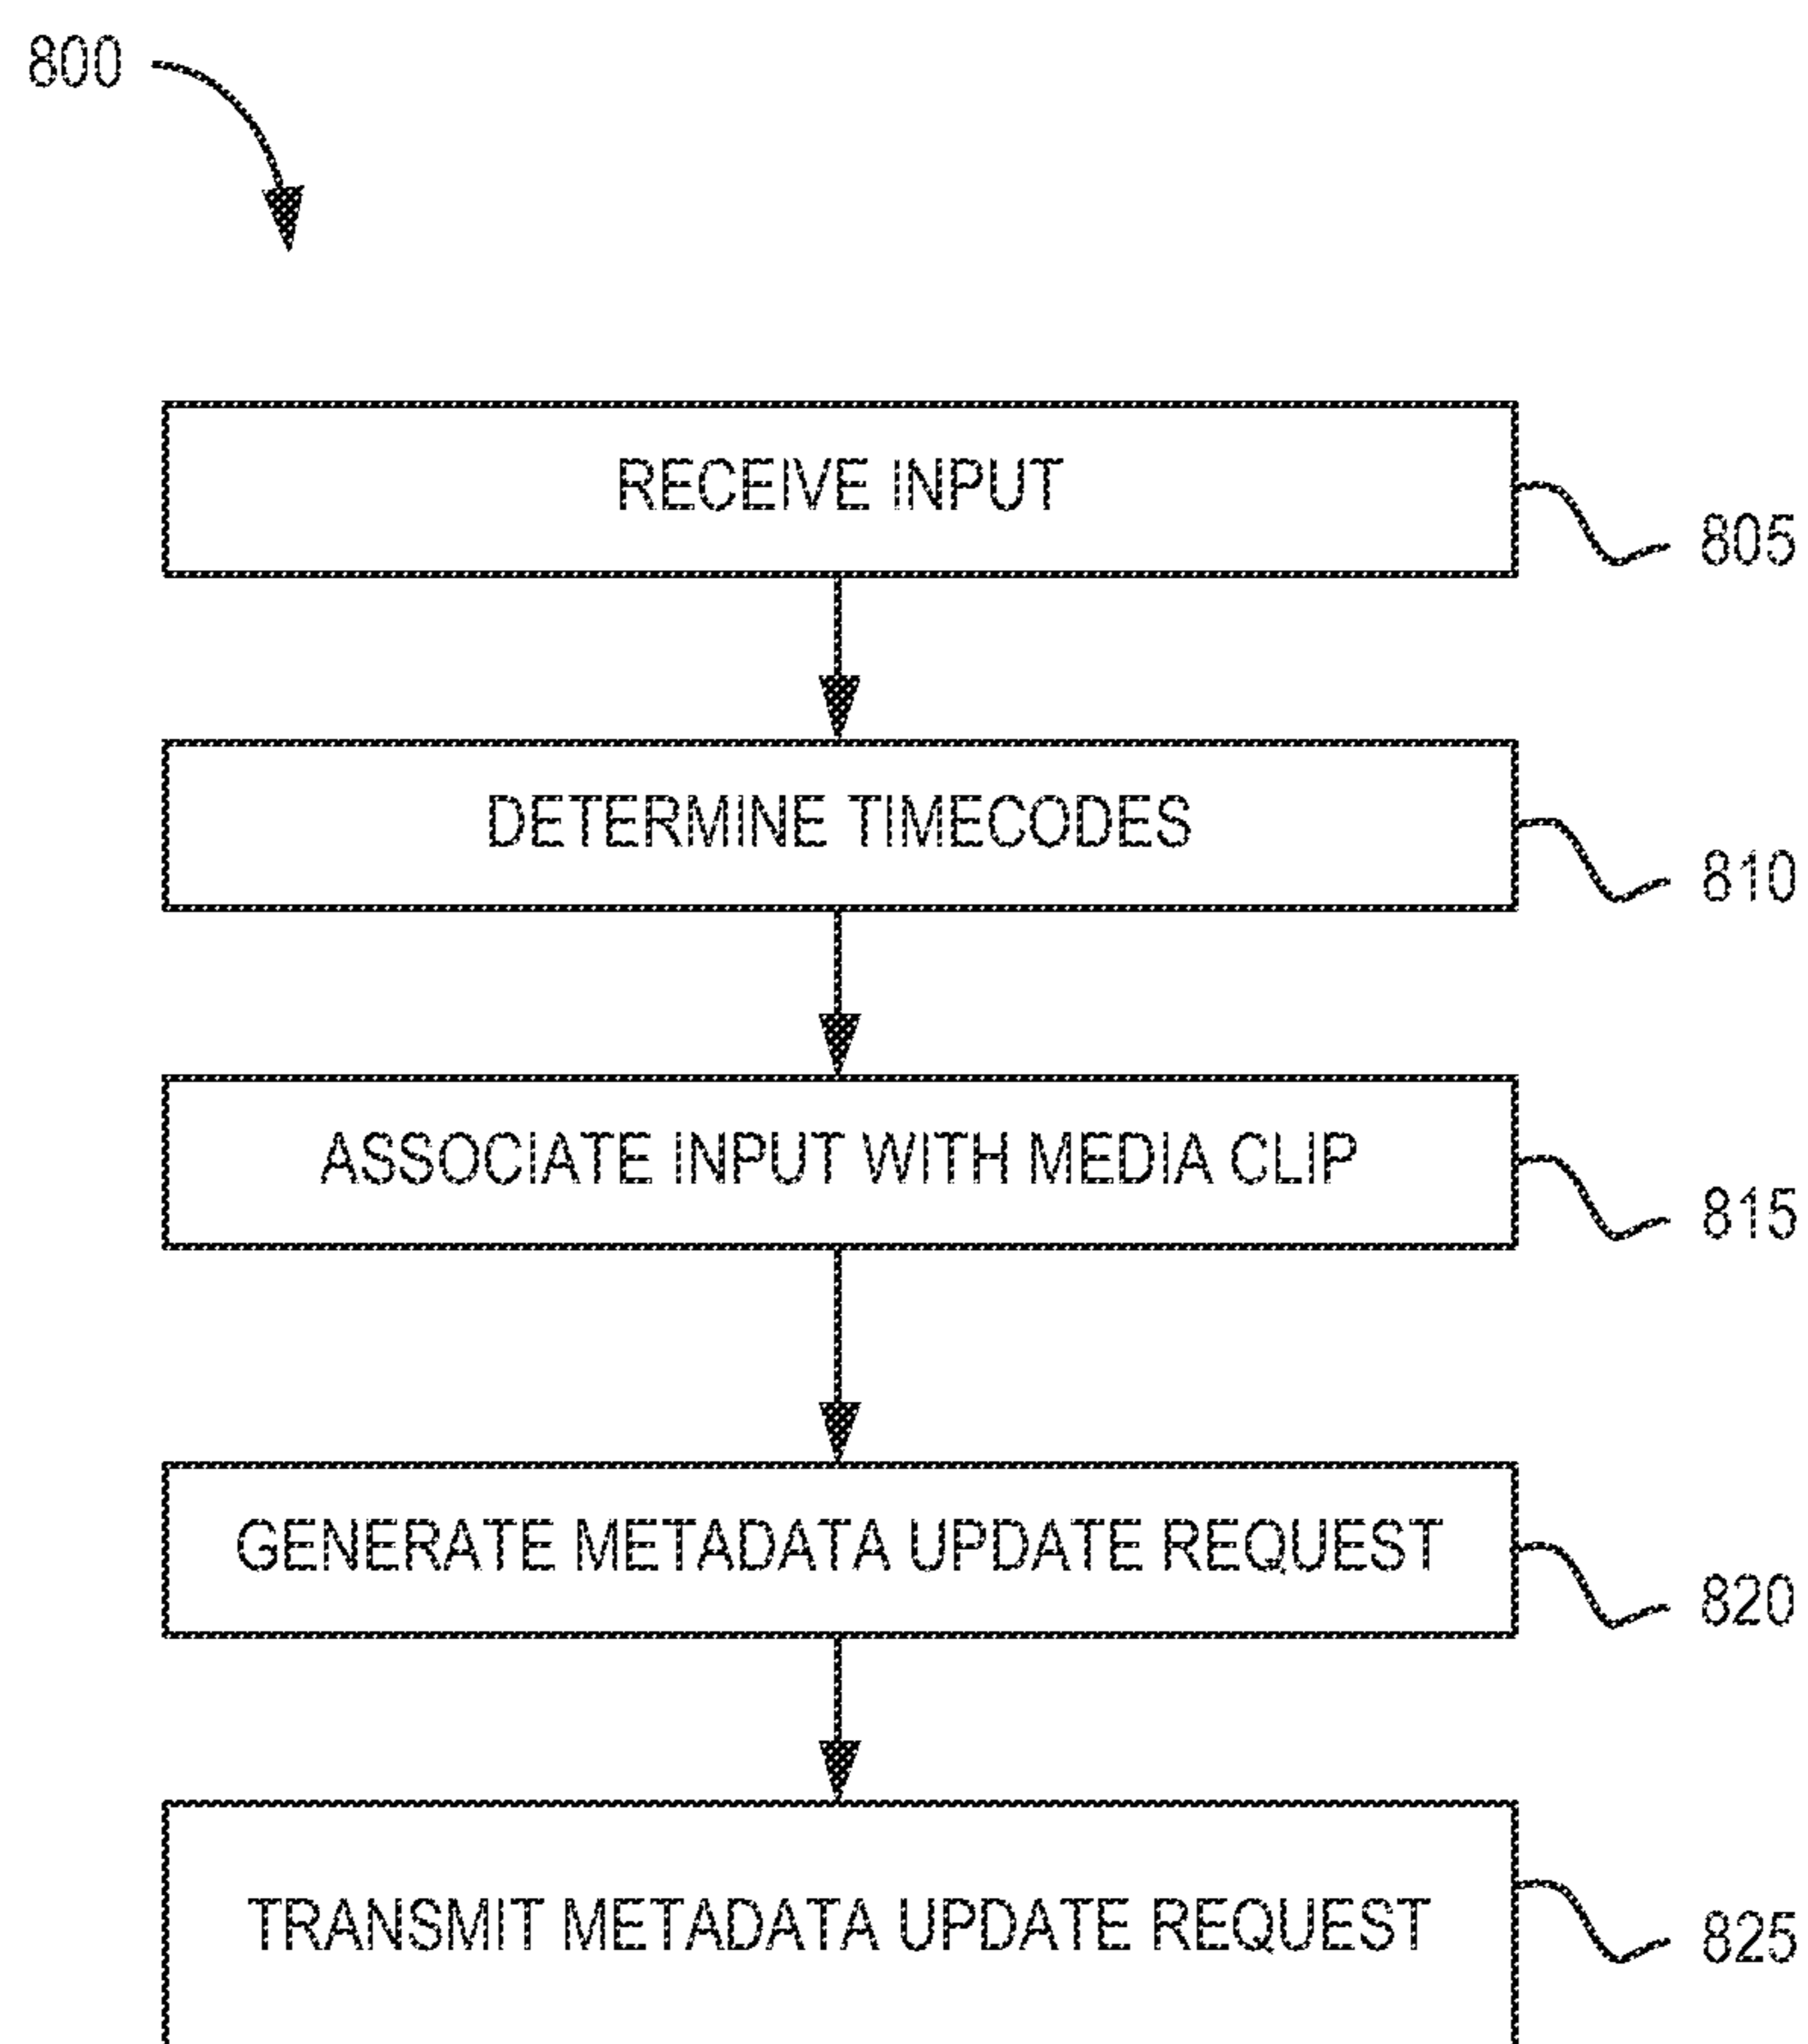 800
RECEIVE INPUT
805
DETERMINE TIMECODES
810
ASSOCIATE INPUT WITH MEDIA CLIP
815
GENERATE METADATA UPDATE REQUEST
820
TRANSMIT METADATA UPDATE REQUEST
825